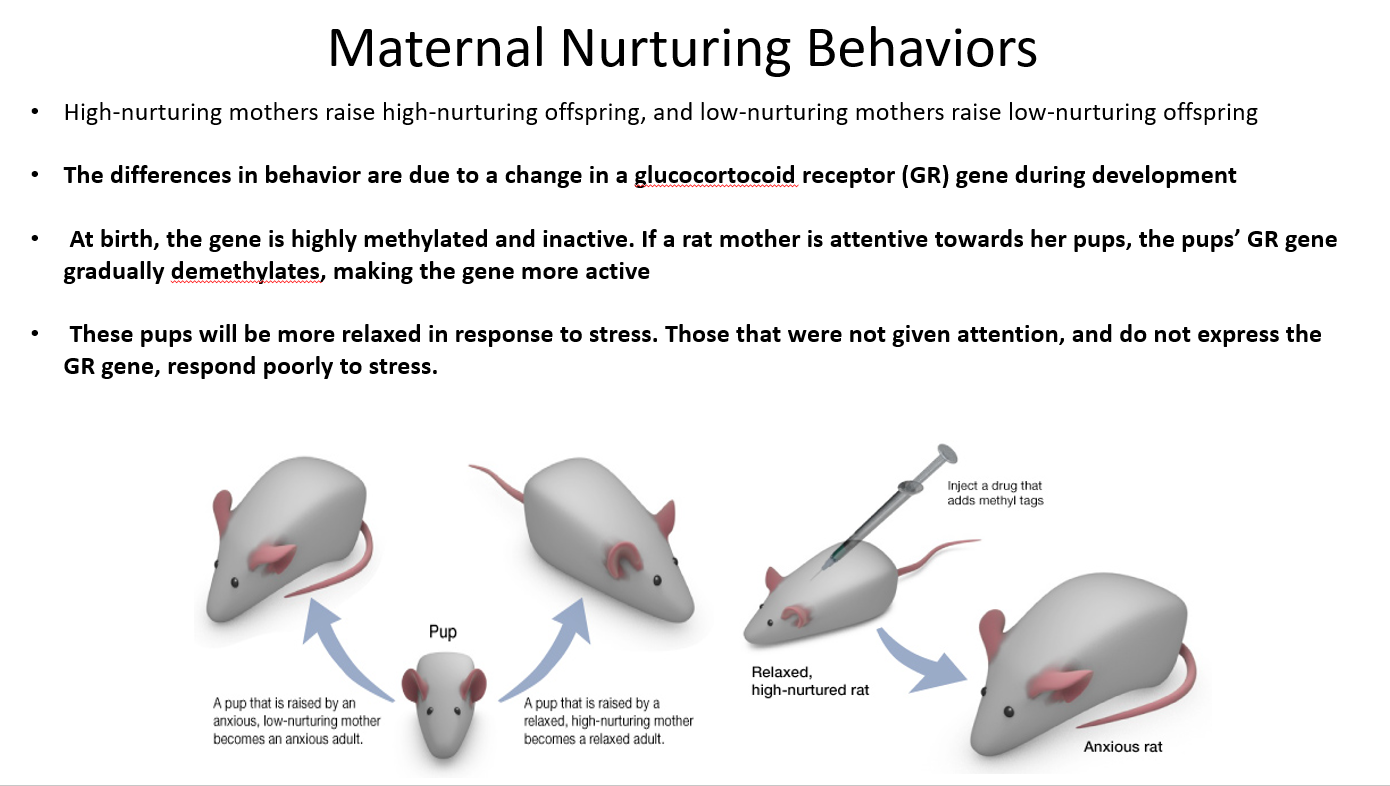 Maternal Nurturing Behaviors
• High-nurturing mothers raise high-nurturing offspring, and low-nurturing mothers raise low-nurturing offspring
• The differences in behavior are due to a change in a glucocortocoid receptor (GR) gene during development
• At birth, the gene is highly methylated and inactive. If a rat mother is attentive towards her pups, the pups’ GR gene
gradually demethylates, making the gene more active
• These pups will be more relaxed in response to stress. Those that were not given attention, and do not express the
GR gene, respond poorly to stress.
Pup
A pup that is raised by an
anxious, low-nurturing mother
becomes an anxious adult.
A pup that is raised by a
relaxed, high-nurturing mother
becomes a relaxed adult.
Inject a drug that
adds methyl tags
Relaxed,
high-nurtured rat
Anxious rat